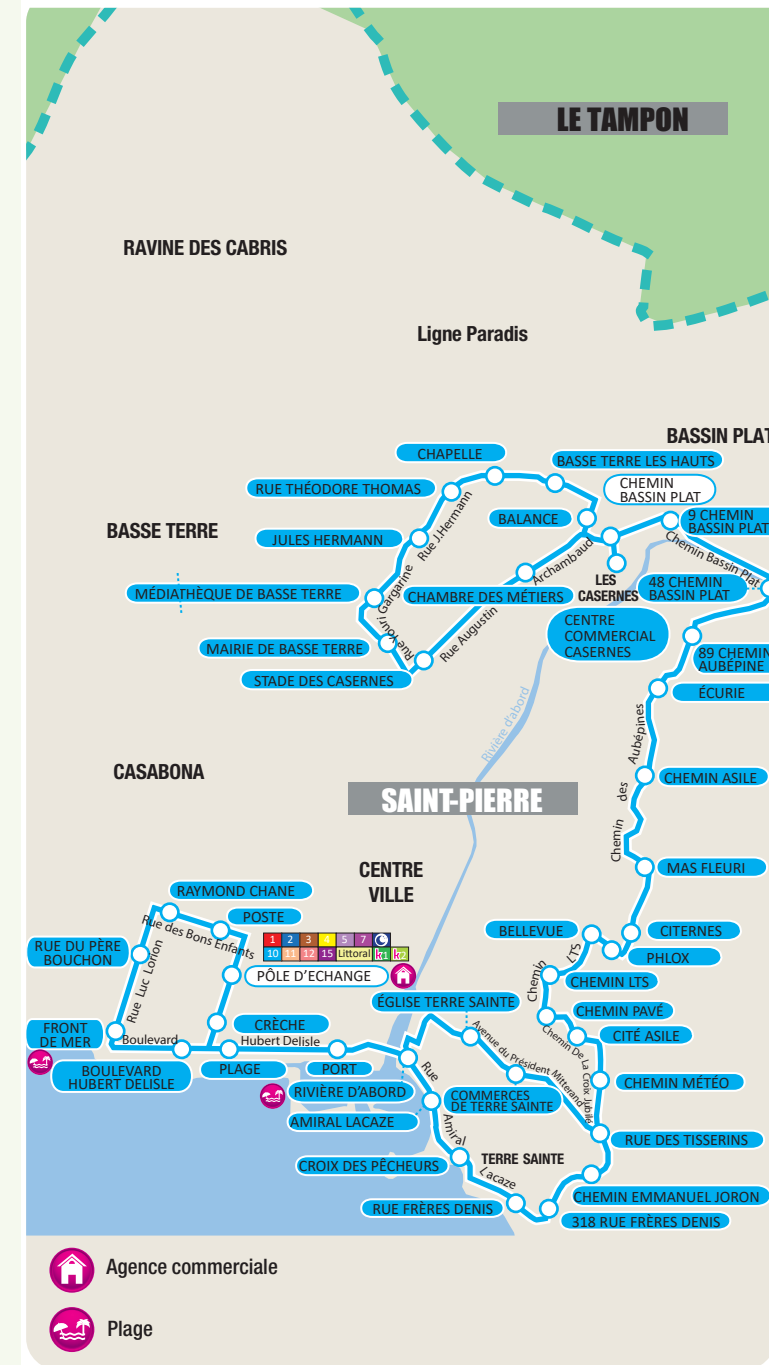 LE TAMPON
RAVINE DES CABRIS
Ligne Paradis
BASSIN PLAT
CHAPELLE
BASSE TERRE LES HAUTS
RUE THÉODORE THOMAS
CHEMIN
BASSIN PLAT
BASSE TERRE
BALANCE
9 CHEMIN
BASSIN PLAT
JULES HERMANN
Rue J.Hermann
Archambaud
Chemin Bassin Plat
LES
CASERNES
48 CHEMIN
BASSIN PLAT
MÉDIATHÈQUE DE BASSE TERRE
Rue Youri Gargarine
CHAMBRE DES MÉTIERS
CENTRE
COMMERCIAL
CASERNES
Rue Augustin
MAIRIE DE BASSE TERRE
89 CHEMIN
AUBÉPINE
STADE DES CASERNES
ÉCURIE
Rivière d'abord
Chemin des Aubépines
CASABONA
CHEMIN ASILE
SAINT-PIERRE
CENTRE
VILLE
MAS FLEURI
RAYMOND CHANE
POSTE
Rue des Bons Enfants
BELLEVUE
CITERNES
RUE DU PÈRE
BOUCHON
1 2 3 4 5 7
10 11 12 15 Littoral k1 k2
PHLOX
Rue Luc Lorion
PÔLE D'ECHANGE
Chemin LTS
CHEMIN LTS
ÉGLISE TERRE SAINTE
CHEMIN PAVÉ
FRONT
DE MER
CRÈCHE
Boulevard
Hubert Delisle
Avenue du Président Mitterand
Chemin De La Croix Jubilé
CITÉ ASILE
BOULEVARD
HUBERT DELISLE
PLAGE
PORT
Rue
CHEMIN MÉTÉO
RIVIÈRE D'ABORD
COMMERCES
DE TERRE SAINTE
AMIRAL LACAZE
Amiral
RUE DES TISSERINS
CROIX DES PÊCHEURS
TERRE SAINTE
Lacaze
CHEMIN EMMANUEL JORON
RUE FRÈRES DENIS
318 RUE FRÈRES DENIS
Agence commerciale
Plage